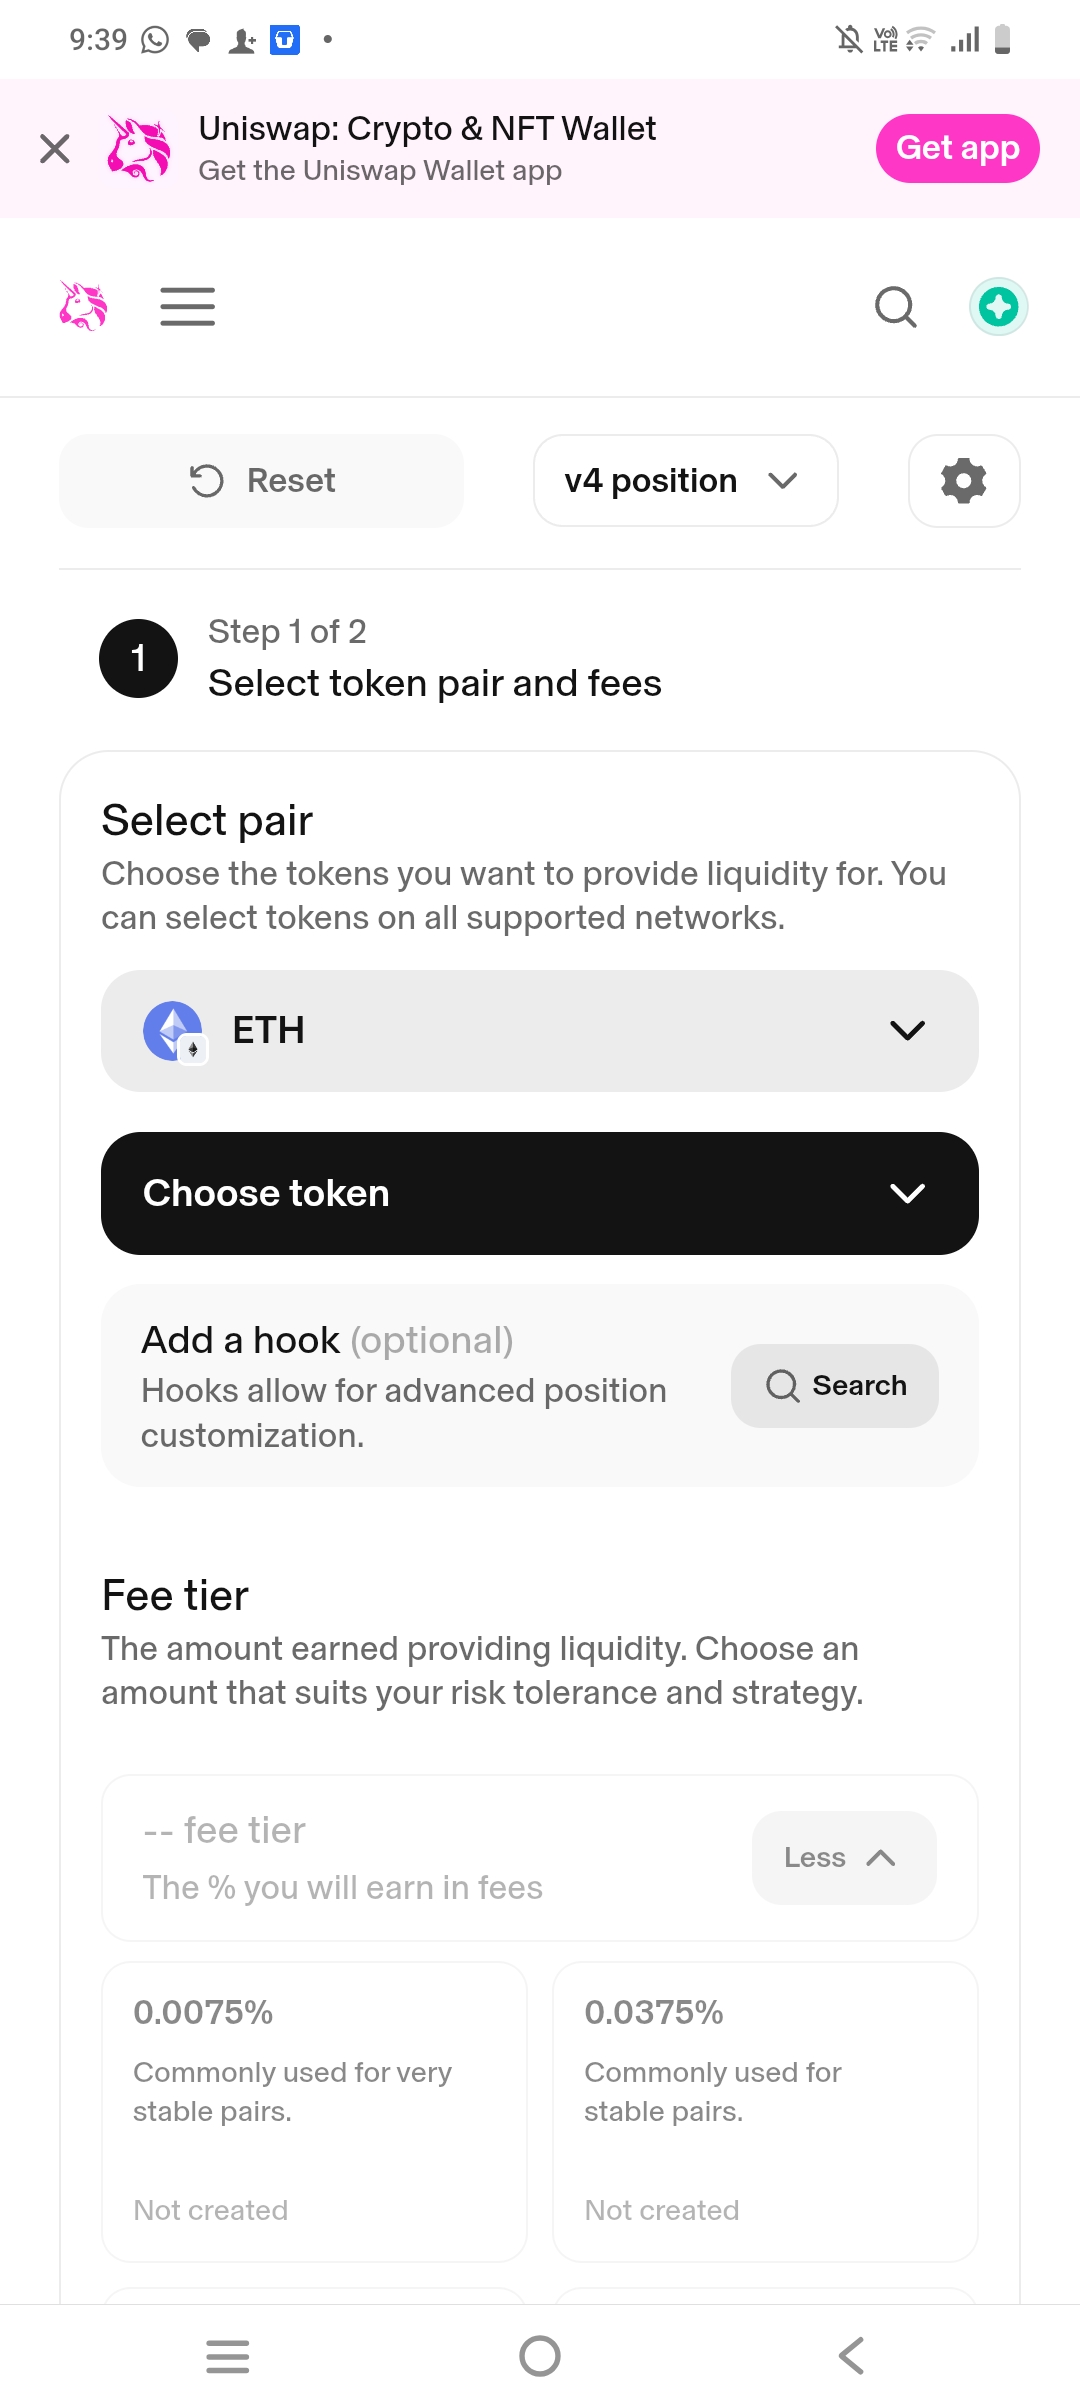 9:39
Vo)) LTE
Uniswap: Crypto & NFT Wallet
Get the Uniswap Wallet app
Get app
Reset
v4 position
1
Step 1 of 2
Select token pair and fees
Select pair
Choose the tokens you want to provide liquidity for. You
can select tokens on all supported networks.
ETH
Choose token
Add a hook (optional)
Hooks allow for advanced position
customization.
Search
Fee tier
The amount earned providing liquidity. Choose an
amount that suits your risk tolerance and strategy.
-- fee tier
The % you will earn in fees
Less
0.0075%
Commonly used for very
stable pairs.
Not created
0.0375%
Commonly used for
stable pairs.
Not created